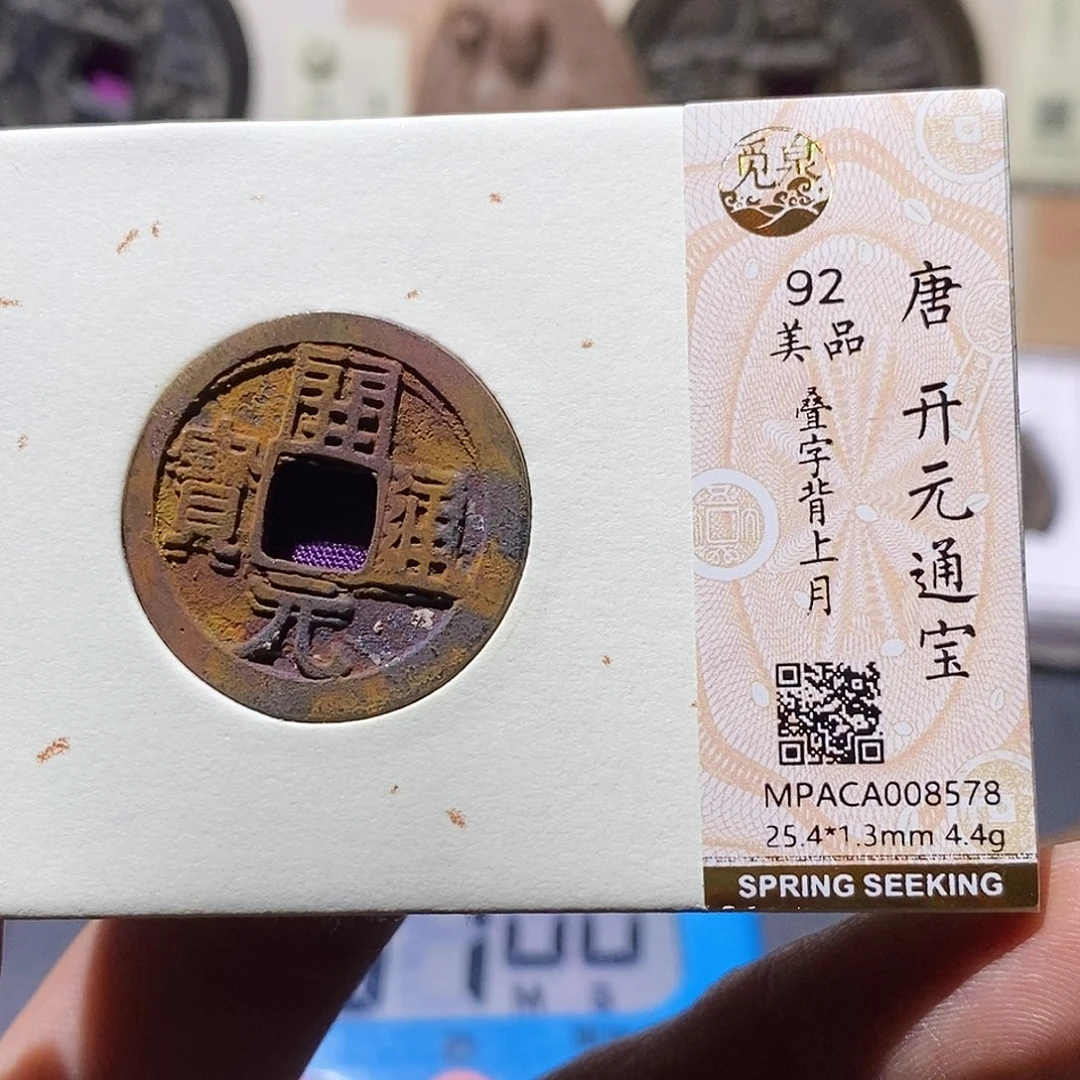 觅泉
唐 开元通宝
92
美品
叠字背上月
MPACA008578
25.4*1.3mm 4.4g
SPRING SEEKING
開元通寶